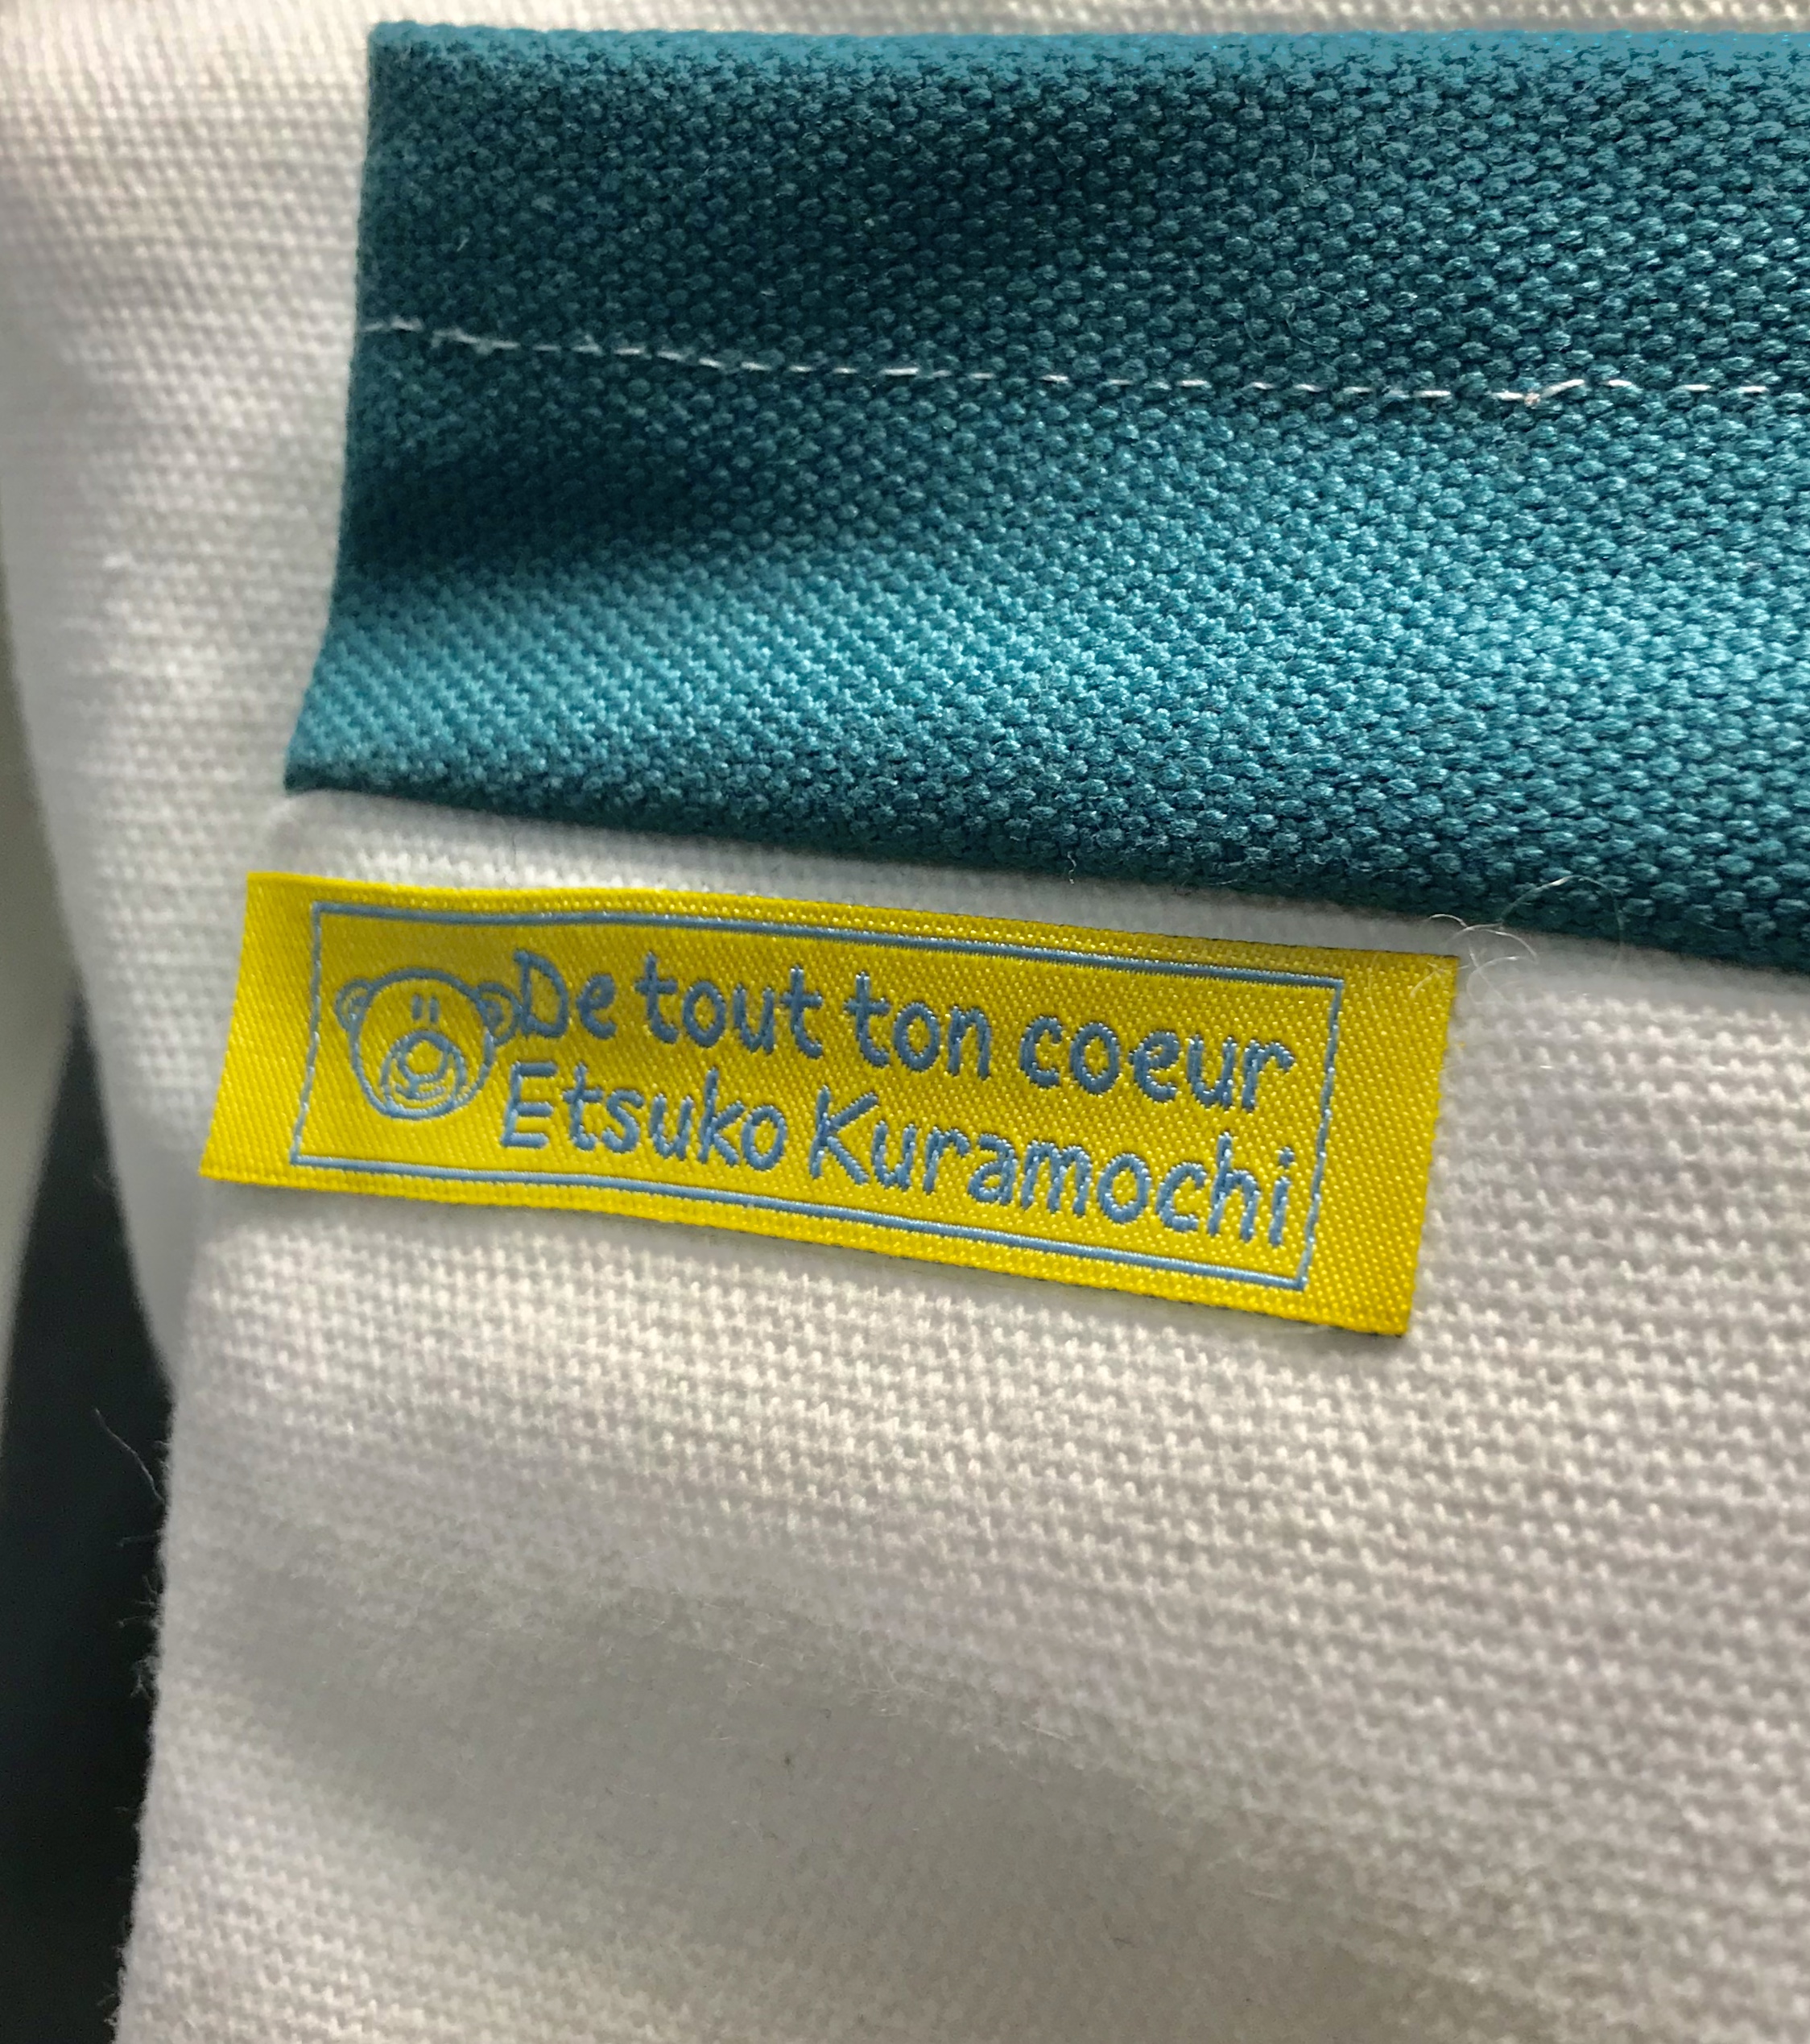 De tout ton coeur
Etsuko Kuramochi